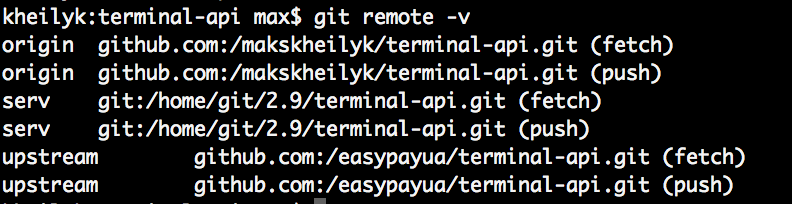 kheilyk:terminal-api max$ git remote -v
origin  github.com:/makskheilyk/terminal-api.git (fetch)
origin  github.com:/makskheilyk/terminal-api.git (push)
serv    git:/home/git/2.9/terminal-api.git (fetch)
serv    git:/home/git/2.9/terminal-api.git (push)
upstream        github.com:/easypayua/terminal-api.git (fetch)
upstream        github.com:/easypayua/terminal-api.git (push)